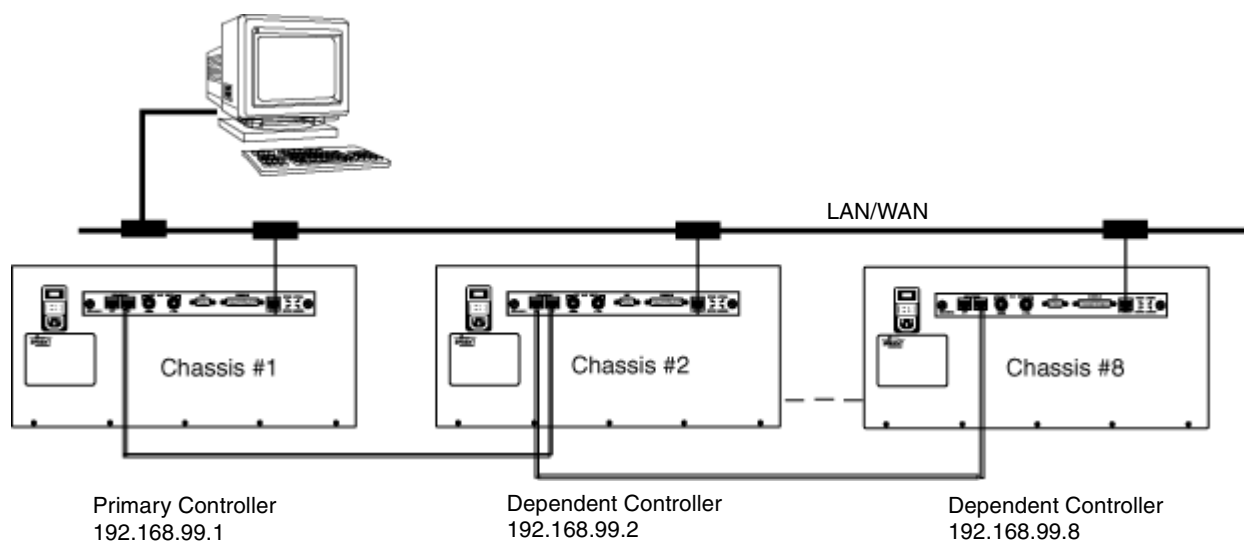 LAN/WAN
Chassis #1
Chassis #2
Chassis #8
Primary Controller
192.168.99.1
Dependent Controller
192.168.99.2
Dependent Controller
192.168.99.8